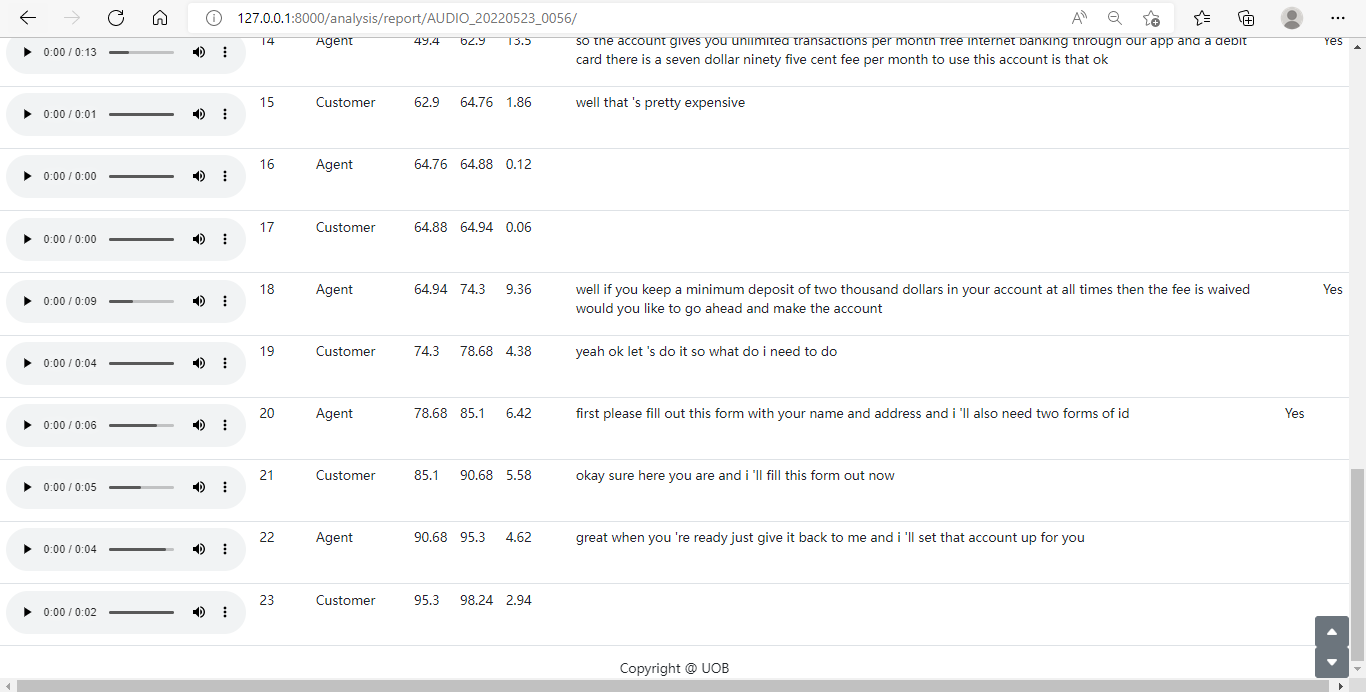 127.0.0.1:8000/analysis/report/AUDIO_20220523_0056/
0:00 / 0:13 14 Agent 49.4 62.9 13.5 so the account gives you unlimited transactions per month free internet banking through our app and a debit Yes
card there is a seven dollar ninety five cent fee per month to use this account is that ok
0:00 / 0:01 15 Customer 62.9 64.76 1.86 well that 's pretty expensive
0:00 / 0:00 16 Agent 64.76 64.88 0.12
0:00 / 0:00 17 Customer 64.88 64.94 0.06
0:00 / 0:09 18 Agent 64.94 74.3 9.36 well if you keep a minimum deposit of two thousand dollars in your account at all times then the fee is waived Yes
would you like to go ahead and make the account
0:00 / 0:04 19 Customer 74.3 78.68 4.38 yeah ok let 's do it so what do i need to do
0:00 / 0:06 20 Agent 78.68 85.1 6.42 first please fill out this form with your name and address and i 'll also need two forms of id Yes
0:00 / 0:05 21 Customer 85.1 90.68 5.58 okay sure here you are and i 'll fill this form out now
0:00 / 0:04 22 Agent 90.68 95.3 4.62 great when you 're ready just give it back to me and i 'll set that account up for you
0:00 / 0:02 23 Customer 95.3 98.24 2.94
Copyright @ UOB